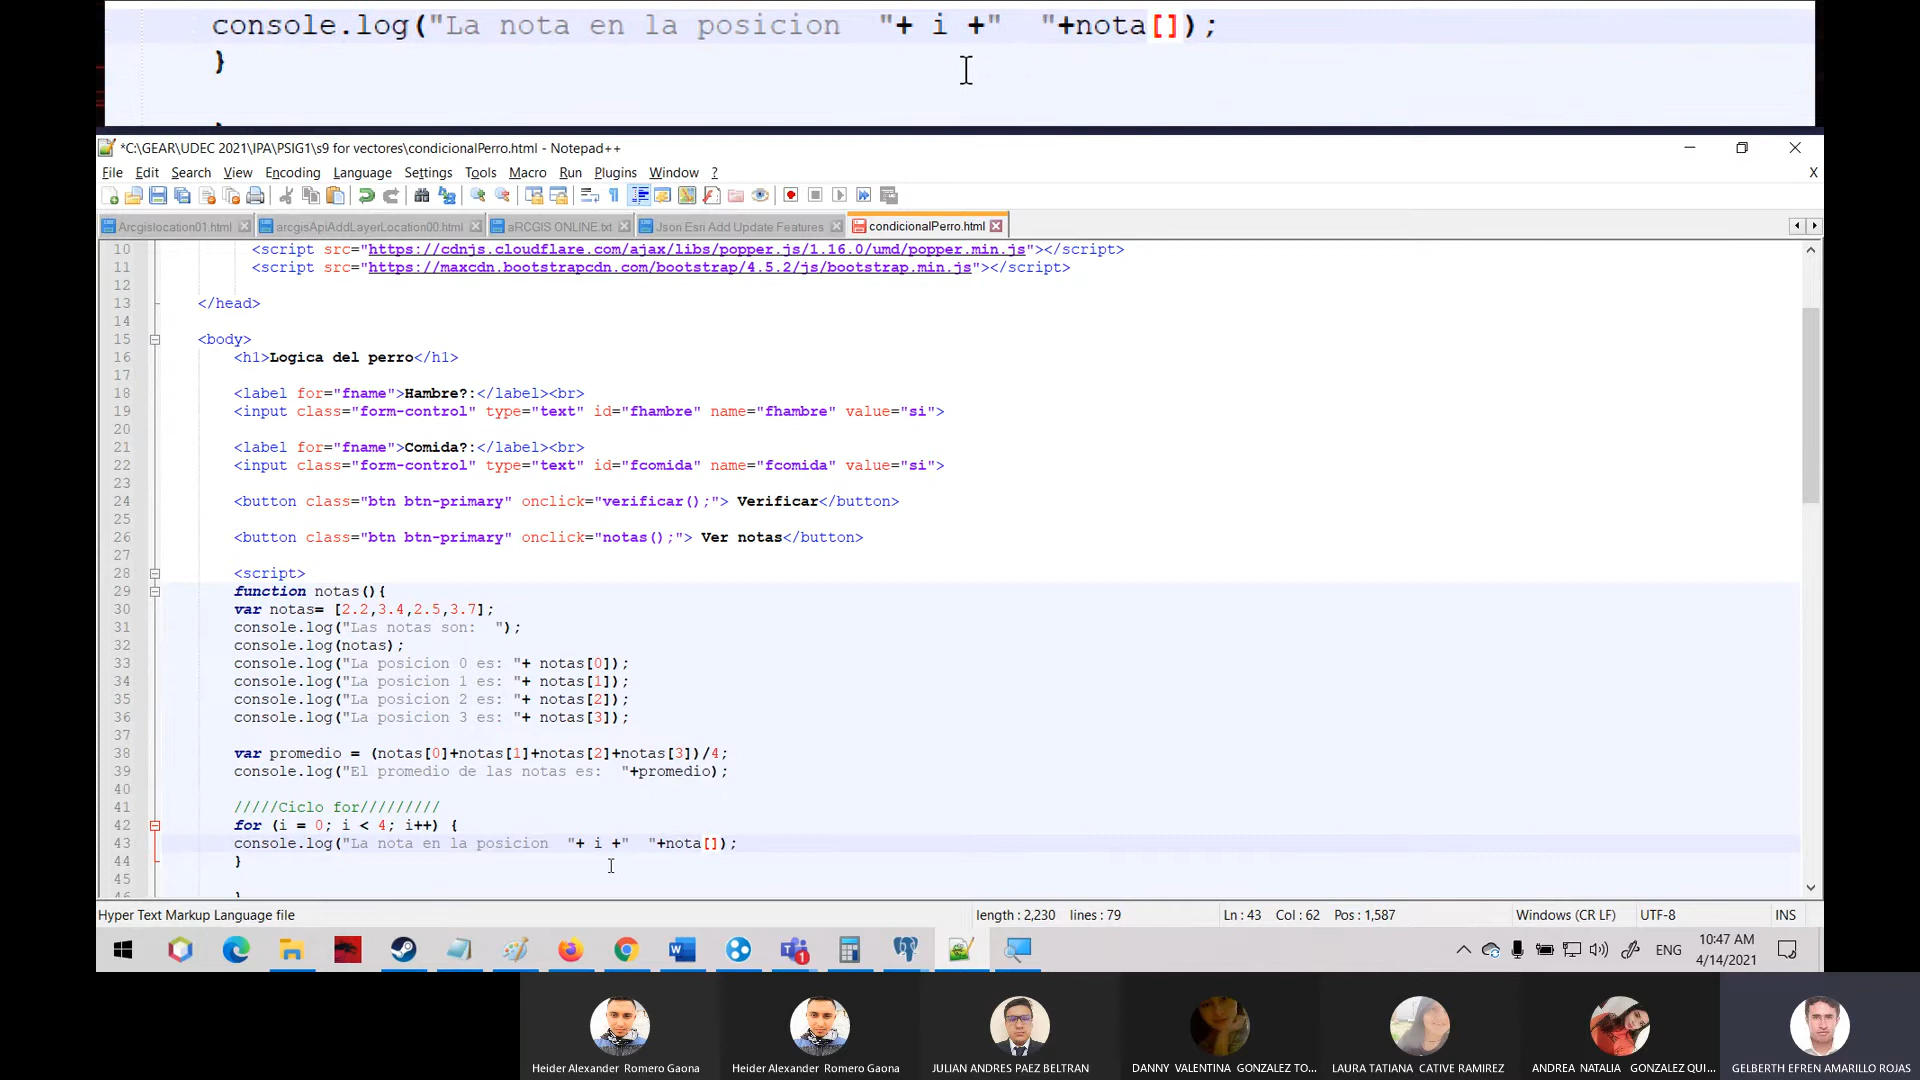 console.log("La nota en la posicion  "+ i +"  "+nota[]);
}
*C:\GEAR\UDEC 2021\IPA\PSIG1\s9 for vectores\condicionalPerro.html - Notepad++
File Edit Search View Encoding Language Settings Tools Macro Run Plugins Window ? X
Arcgislocation01.html arcgisApiAddLayerLocation00.html aRCGIS ONLINE.txt Json Esri Add Update Features condicionalPerro.html
10 <script src="https://cdnjs.cloudflare.com/ajax/libs/popper.js/1.16.0/umd/popper.min.js"></script>
11 <script src="https://maxcdn.bootstrapcdn.com/bootstrap/4.5.2/js/bootstrap.min.js"></script>
12
13 </head>
14
15 <body>
16 <h1>Logica del perro</h1>
17
18 <label for="fname">Hambre?:</label><br>
19 <input class="form-control" type="text" id="fhambre" name="fhambre" value="si">
20
21 <label for="fname">Comida?:</label><br>
22 <input class="form-control" type="text" id="fcomida" name="fcomida" value="si">
23
24 <button class="btn btn-primary" onclick="verificar();"> Verificar</button>
25
26 <button class="btn btn-primary" onclick="notas();"> Ver notas</button>
27
28 <script>
29 function notas(){
30 var notas= [2.2,3.4,2.5,3.7];
31 console.log("Las notas son:  ");
32 console.log(notas);
33 console.log("La posicion 0 es: "+ notas[0]);
34 console.log("La posicion 1 es: "+ notas[1]);
35 console.log("La posicion 2 es: "+ notas[2]);
36 console.log("La posicion 3 es: "+ notas[3]);
37
38 var promedio = (notas[0]+notas[1]+notas[2]+notas[3])/4;
39 console.log("El promedio de las notas es:  "+promedio);
40
41 /////Ciclo for/////////
42 for (i = 0; i < 4; i++) {
43 console.log("La nota en la posicion  "+ i +"  "+nota[]);
44 }
45
46 }
Hyper Text Markup Language file length : 2,230 lines : 79 Ln : 43 Col : 62 Pos : 1,587 Windows (CR LF) UTF-8 INS
ENG 10:47 AM
4/14/2021
Heider Alexander Romero Gaona Heider Alexander Romero Gaona JULIAN ANDRES PAEZ BELTRAN DANNY VALENTINA GONZALEZ TO... LAURA TATIANA CATIVE RAMIREZ ANDREA NATALIA GONZALEZ QUI... GELBERTH EFREN AMARILLO ROJAS